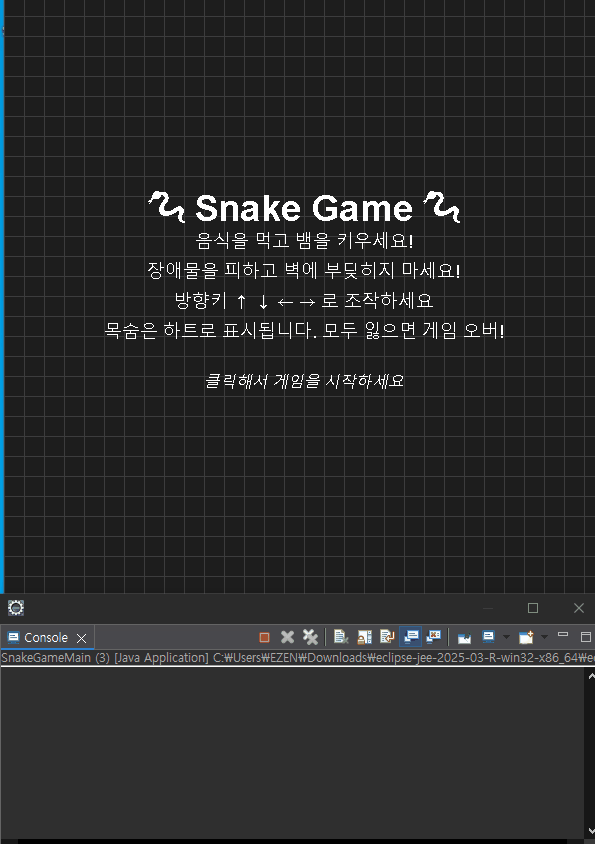 Snake Game
음식을 먹고 뱀을 키우세요!
장애물을 피하고 벽에 부딪히지 마세요!
방향키 ↑ ↓ ← → 로 조작하세요
목숨은 하트로 표시됩니다. 모두 잃으면 게임 오버!
클릭해서 게임을 시작하세요
Console
SnakeGameMain (3) [Java Application] C:₩Users₩EZEN₩Downloads₩eclipse-jee-2025-03-R-win32-x86_64₩e